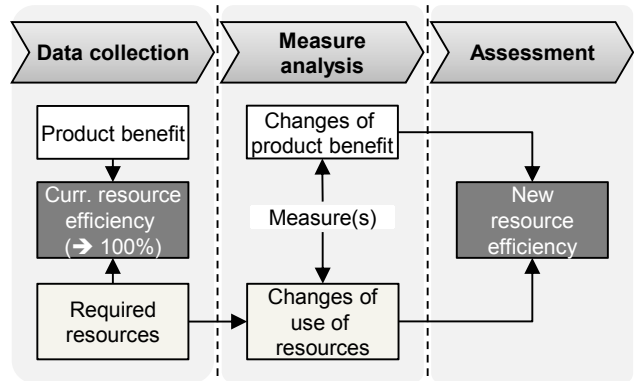 Data collection
Measure
analysis
Assessment
Product benefit
Curr. resource
efficiency
(➔ 100%)
Required
resources
Changes of
product benefit
Measure(s)
Changes of
use of
resources
New
resource
efficiency